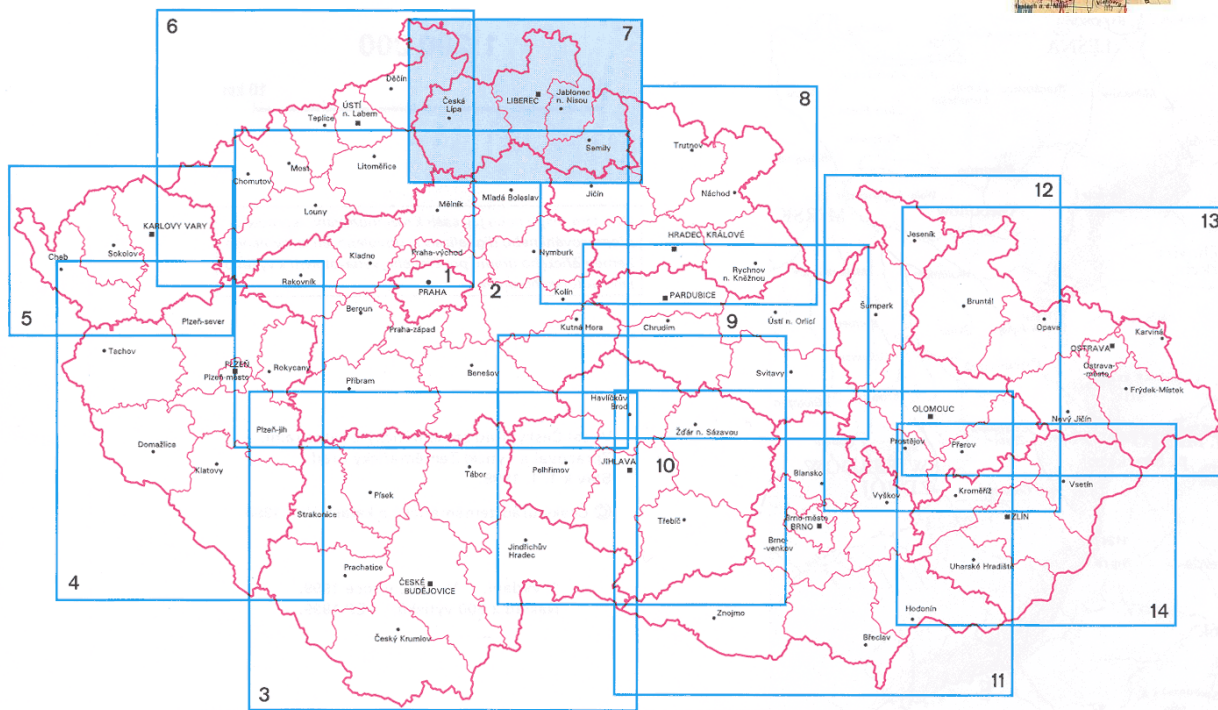 6
7
Děčín
ÚSTÍ
n. Labem
Teplice
Česká
Lípa
LIBEREC
Jablonec
n. Nisou
Semily
8
Trutnov
Most
Litoměřice
Chomutov
Louny
Mělník
Mladá Boleslav
Jičín
Náchod
12
13
KARLOVY VARY
Sokolov
Cheb
Kladno
Praha-východ
Nymburk
HRADEC KRÁLOVÉ
Rychnov
n. Kněžnou
Jeseník
Rakovník
1
PRAHA
2
Kolín
PARDUBICE
Šumperk
Bruntál
5
Plzeň-sever
Beroun
Praha-západ
Kutná Hora
Chrudim
Ústí n. Orlicí
Opava
Karviná
9
Tachov
PLZEŇ
Plzeň-město
Rokycany
Příbram
Benešov
Svitavy
OSTRAVA
Ostrava-
město
Frýdek-Místek
Havlíčkův
Brod
OLOMOUC
Nový Jičín
Domažlice
Plzeň-jih
Klatovy
Žďár n. Sázavou
Prostějov
Přerov
Tábor
Pelhřimov
JIHLAVA
10
Blansko
Vyškov
Kroměříž
Vsetín
Písek
Strakonice
Třebíč
Brno-město
BRNO
Brno-
-venkov
ZLÍN
Jindřichův
Hradec
Uherské Hradiště
Prachatice
ČESKÉ
BUDĚJOVICE
4
Znojmo
Hodonín
14
Český Krumlov
Břeclav
3
11